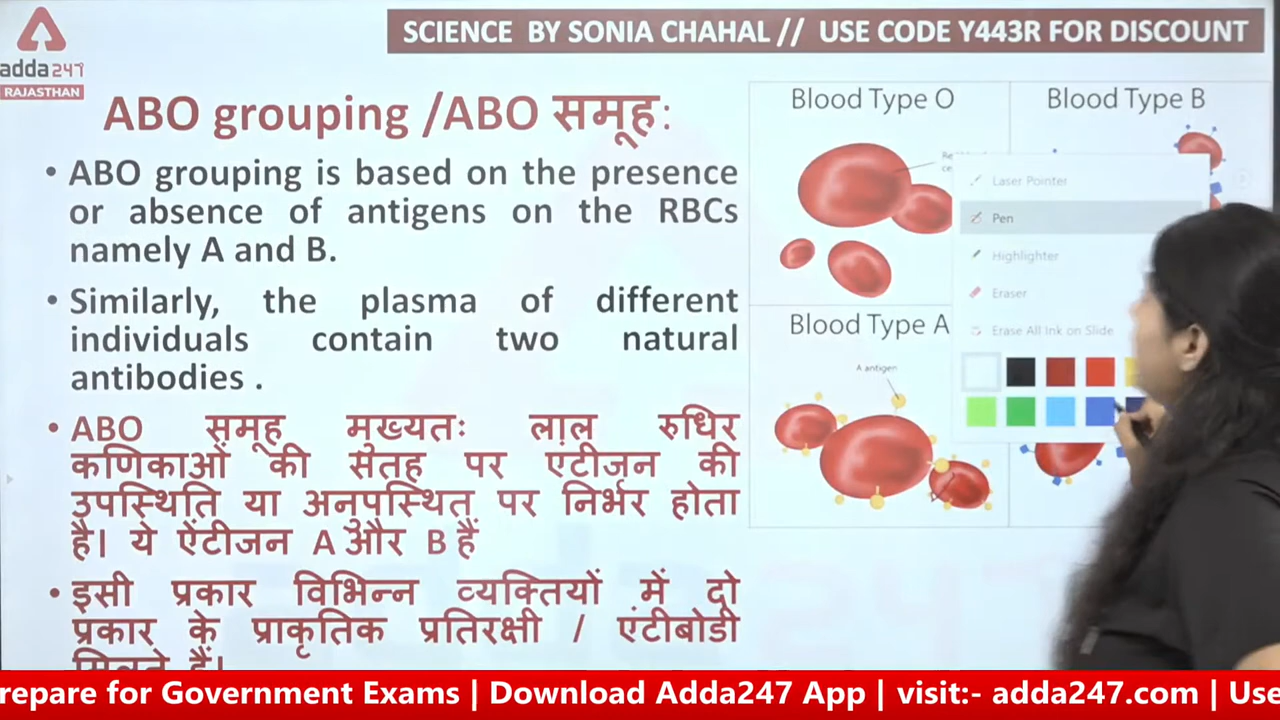 SCIENCE BY SONIA CHAHAL // USE CODE Y443R FOR DISCOUNT
adda247
RAJASTHAN
ABO grouping /ABO समूह:
• ABO grouping is based on the presence
or absence of antigens on the RBCs
namely A and B.
• Similarly, the plasma of different
individuals contain two natural
antibodies .
• ABO समूह मुख्यतः लाल रुधिर
कणिकाओं की सतह पर एंटीजन की
उपस्थिति या अनुपस्थित पर निर्भर होता
है। ये ऐंटीजन A और B हैं
• इसी प्रकार विभिन्न व्यक्तियों में दो
प्रकार के प्राकृतिक प्रतिरक्षी / एंटीबोडी
Blood Type O
Blood Type B
Laser Pointer
Pen
Highlighter
Eraser
Erase All Ink on Slide
Blood Type A
A antigen
repare for Government Exams | Download Adda247 App | visit:- adda247.com | Use